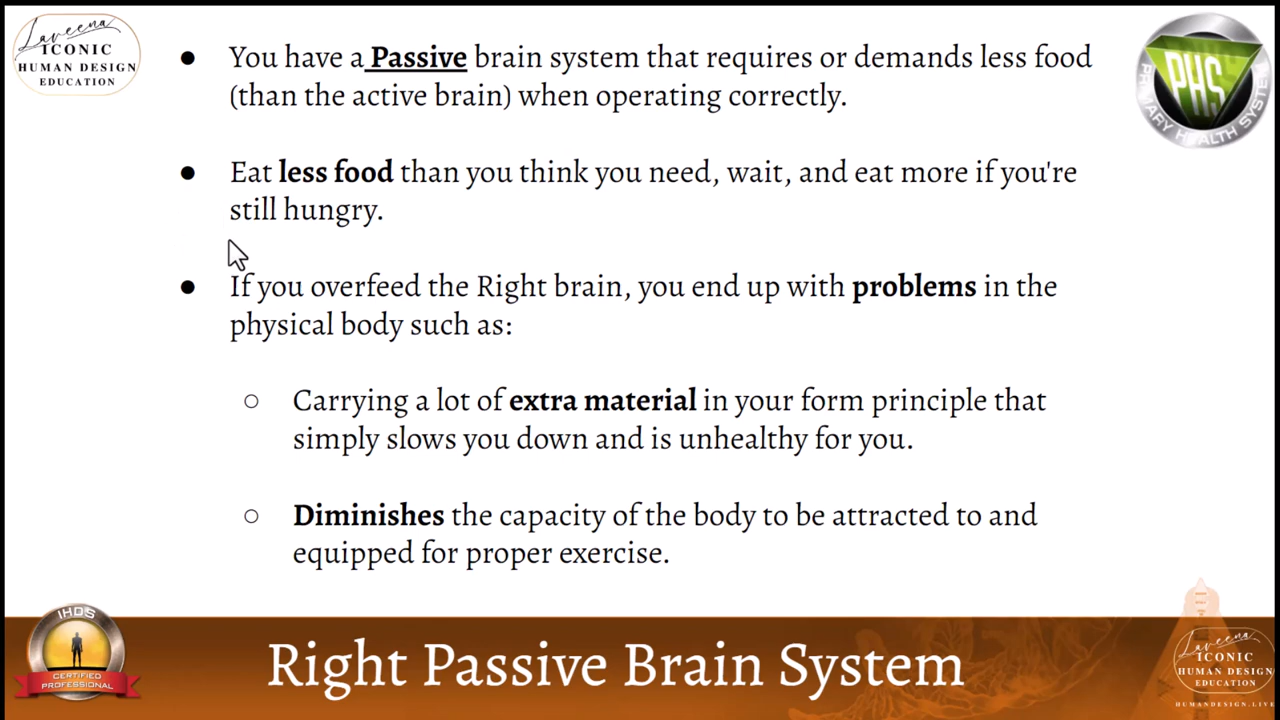 Laveena
ICONIC
HUMAN DESIGN
EDUCATION
PHS
PRIMARY HEALTH SYSTEM
● You have a Passive brain system that requires or demands less food
(than the active brain) when operating correctly.
● Eat less food than you think you need, wait, and eat more if you're
still hungry.
● If you overfeed the Right brain, you end up with problems in the
physical body such as:
○ Carrying a lot of extra material in your form principle that
simply slows you down and is unhealthy for you.
○ Diminishes the capacity of the body to be attracted to and
equipped for proper exercise.
IHDS
CERTIFIED
PROFESSIONAL
Right Passive Brain System
Laveena
ICONIC
HUMAN DESIGN
EDUCATION
HUMANDESIGN.LIVE